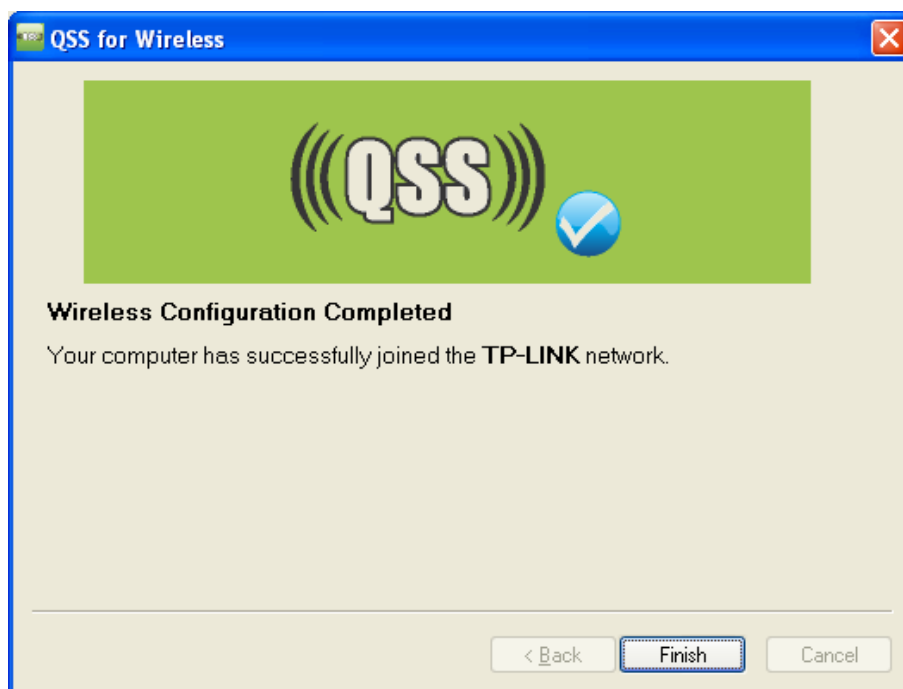 QSS for Wireless
(((QSS)))
Wireless Configuration Completed
Your computer has successfully joined the TP-LINK network.
< Back Finish Cancel